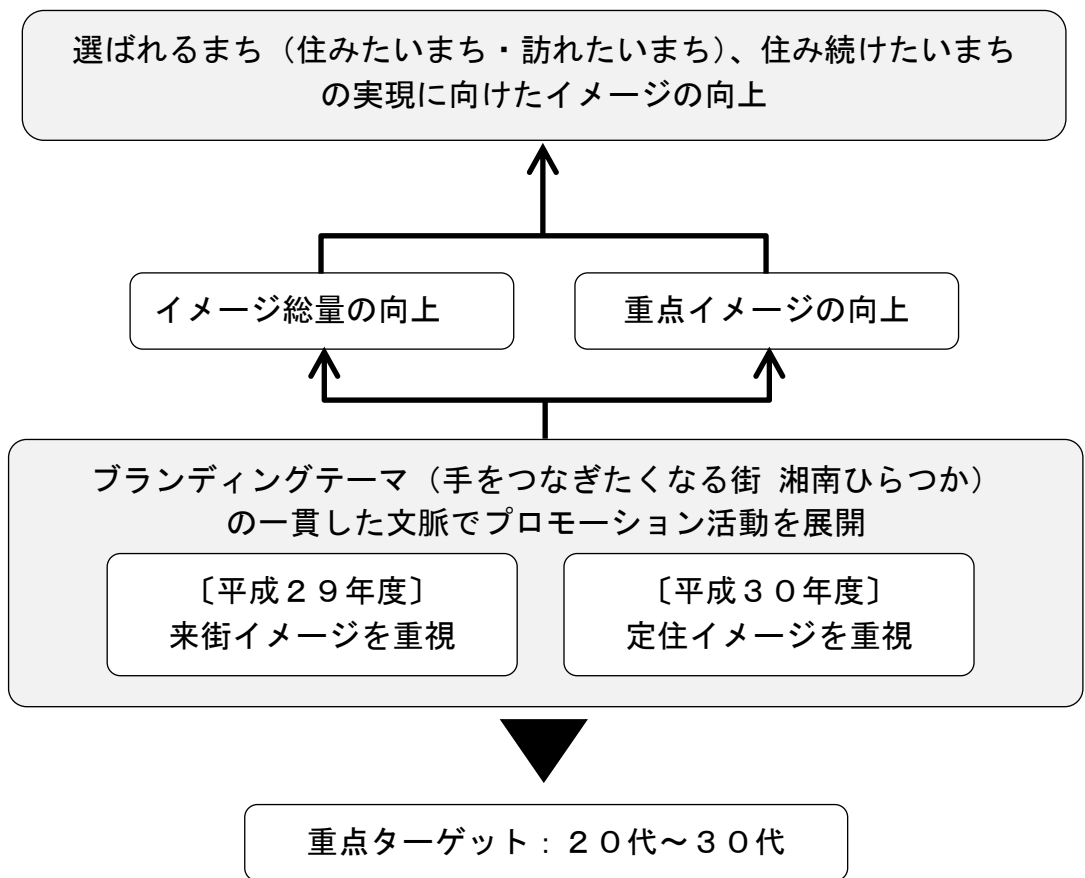 選ばれるまち（住みたいまち・訪れたいまち）、住み続けたいまち
の実現に向けたイメージの向上
イメージ総量の向上
重点イメージの向上
ブランディングテーマ（手をつなぎたくなる街 湘南ひらつか）
の一貫した文脈でプロモーション活動を展開
〔平成２９年度〕
来街イメージを重視
〔平成３０年度〕
定住イメージを重視
重点ターゲット：２０代～３０代